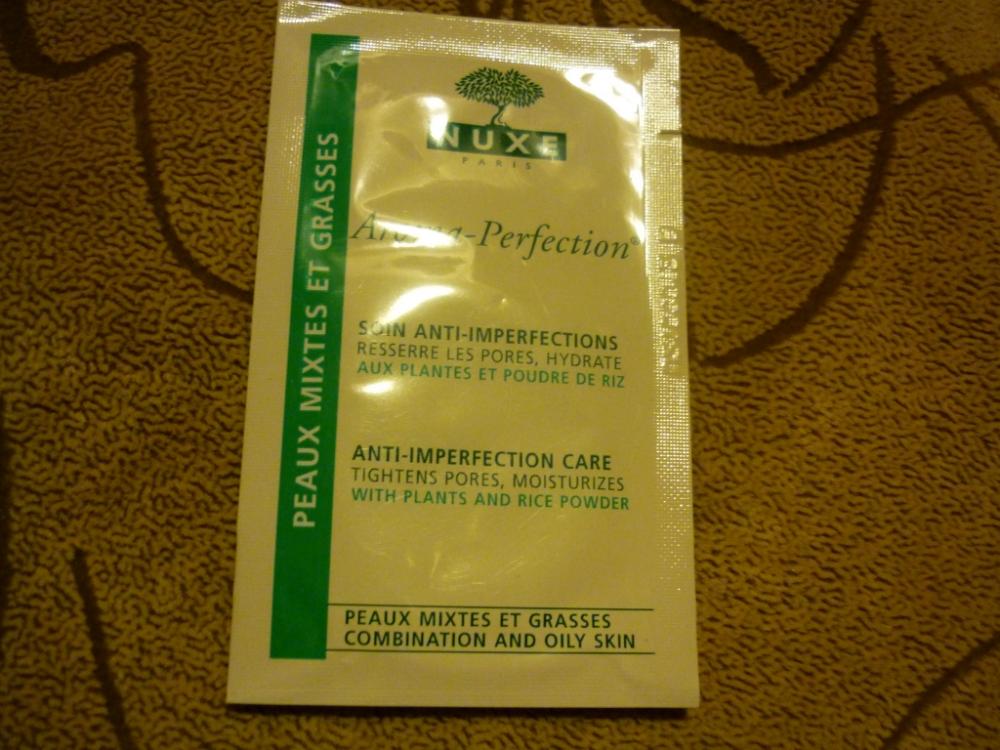 NUXE
PARIS
Aroma-Perfection®
PEAUX MIXTES ET GRASSES
SOIN ANTI-IMPERFECTIONS
RESSERRE LES PORES, HYDRATE
AUX PLANTES ET POUDRE DE RIZ
ANTI-IMPERFECTION CARE
TIGHTENS PORES, MOISTURIZES
WITH PLANTS AND RICE POWDER
PEAUX MIXTES ET GRASSES
COMBINATION AND OILY SKIN